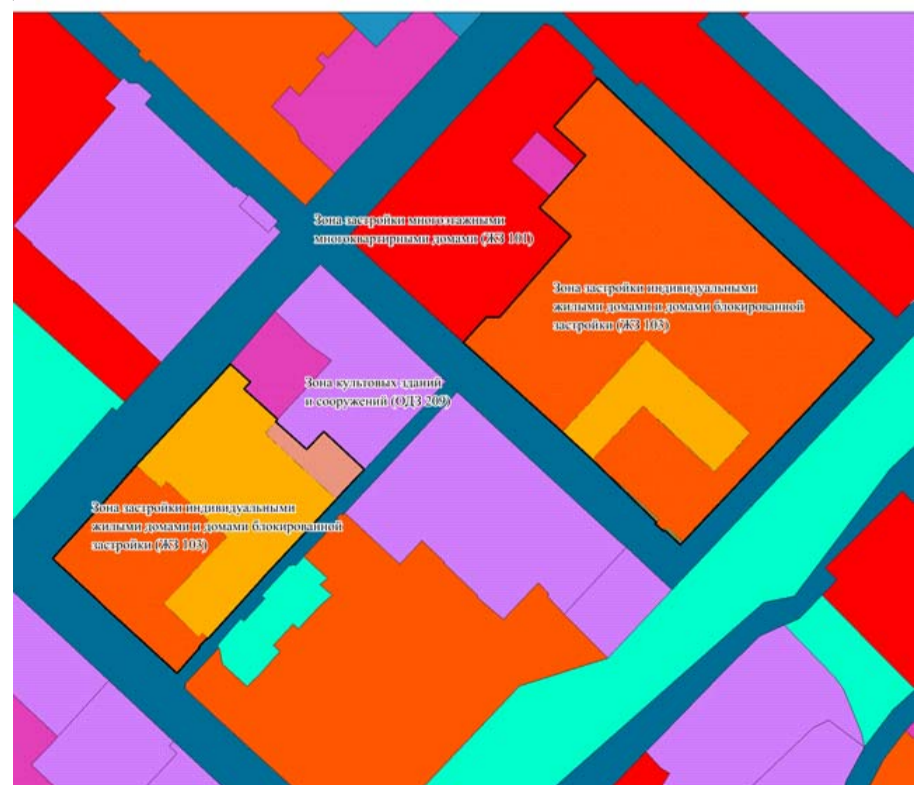 Зона застройки многоэтажными
многоквартирными домами (ЖЗ 101)
Зона застройки индивидуальными
жилыми домами и домами блокированной
застройки (ЖЗ 103)
Зона культовых зданий
и сооружений (ОДЗ 209)
Зона застройки индивидуальными
жилыми домами и домами блокированной
застройки (ЖЗ 103)